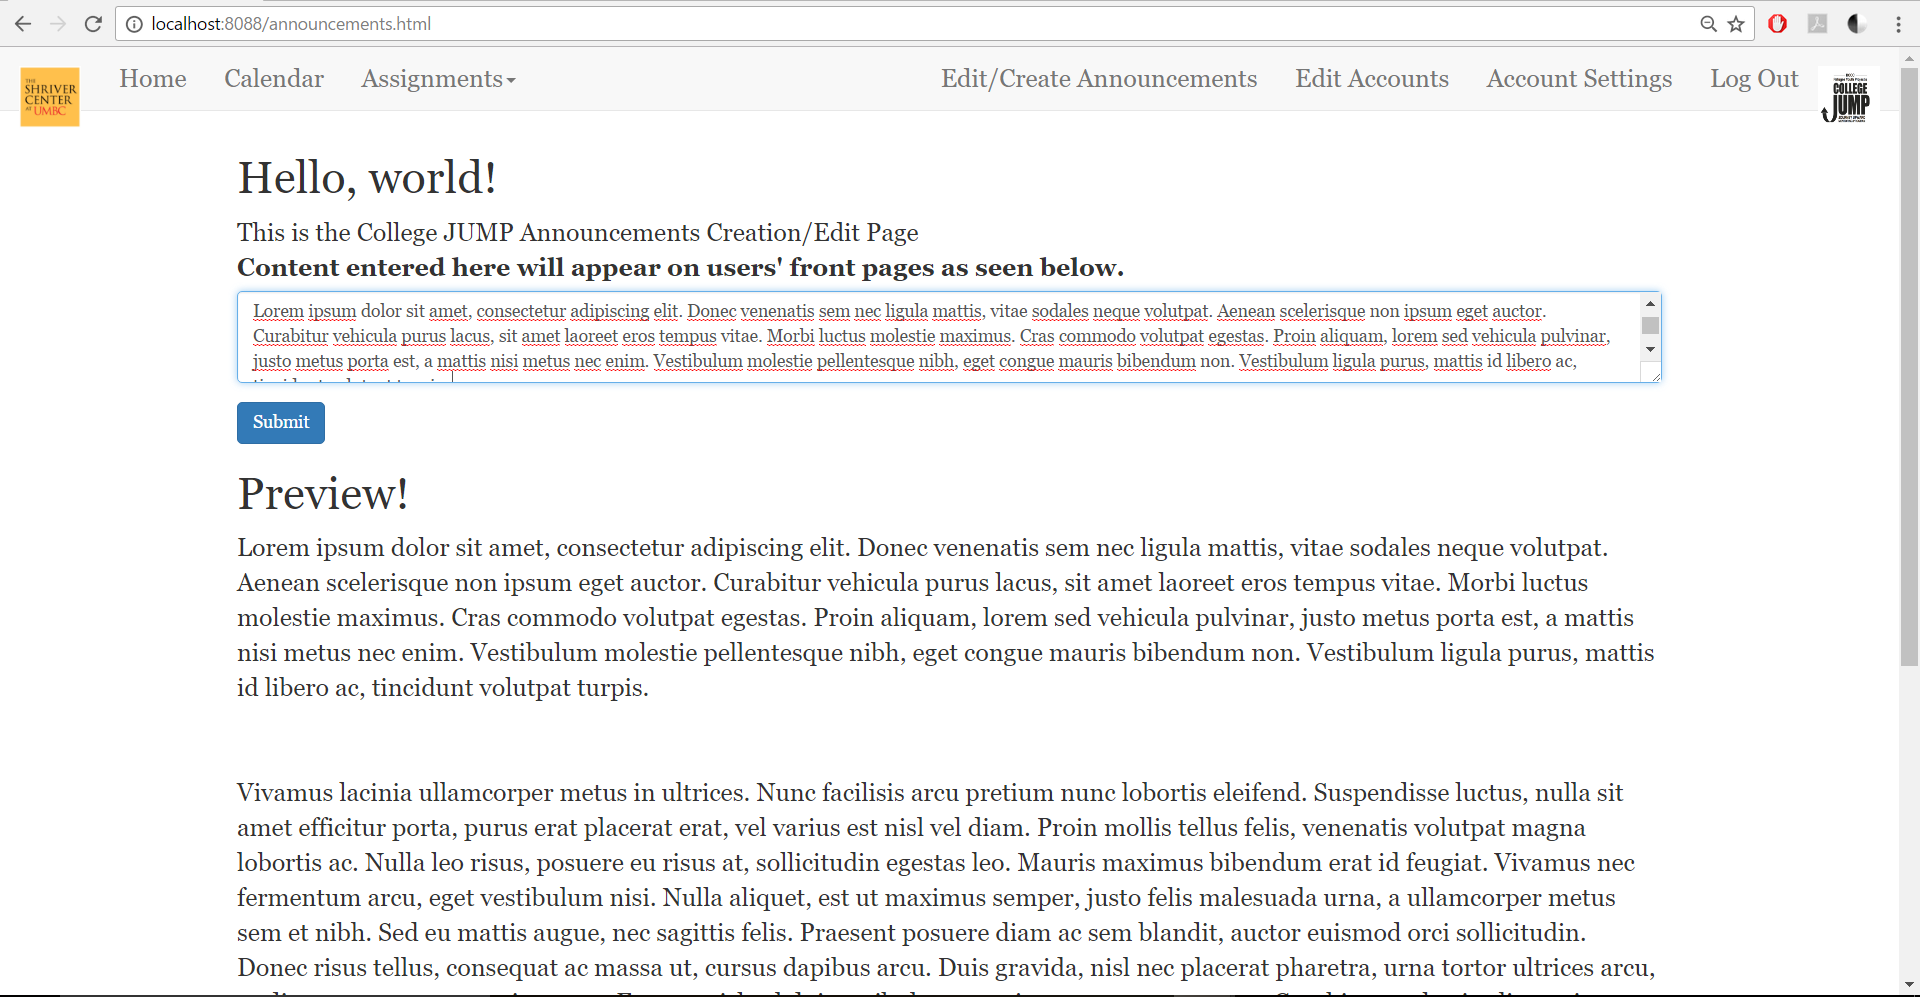 localhost:8088/announcements.html
THE
SHRIVER
CENTER
AT UMBC
Home Calendar Assignments Edit/Create Announcements Edit Accounts Account Settings Log Out
COLLEGE
JUMP
Hello, world!
This is the College JUMP Announcements Creation/Edit Page
Content entered here will appear on users' front pages as seen below.
Lorem ipsum dolor sit amet, consectetur adipiscing elit. Donec venenatis sem nec ligula mattis, vitae sodales neque volutpat. Aenean scelerisque non ipsum eget auctor.
Curabitur vehicula purus lacus, sit amet laoreet eros tempus vitae. Morbi luctus molestie maximus. Cras commodo volutpat egestas. Proin aliquam, lorem sed vehicula pulvinar,
justo metus porta est, a mattis nisi metus nec enim. Vestibulum molestie pellentesque nibh, eget congue mauris bibendum non. Vestibulum ligula purus, mattis id libero ac,
Submit
Preview!
Lorem ipsum dolor sit amet, consectetur adipiscing elit. Donec venenatis sem nec ligula mattis, vitae sodales neque volutpat.
Aenean scelerisque non ipsum eget auctor. Curabitur vehicula purus lacus, sit amet laoreet eros tempus vitae. Morbi luctus
molestie maximus. Cras commodo volutpat egestas. Proin aliquam, lorem sed vehicula pulvinar, justo metus porta est, a mattis
nisi metus nec enim. Vestibulum molestie pellentesque nibh, eget congue mauris bibendum non. Vestibulum ligula purus, mattis
id libero ac, tincidunt volutpat turpis.
Vivamus lacinia ullamcorper metus in ultrices. Nunc facilisis arcu pretium nunc lobortis eleifend. Suspendisse luctus, nulla sit
amet efficitur porta, purus erat placerat erat, vel varius est nisl vel diam. Proin mollis tellus felis, venenatis volutpat magna
lobortis ac. Nulla leo risus, posuere eu risus at, sollicitudin egestas leo. Mauris maximus bibendum erat id feugiat. Vivamus nec
fermentum arcu, eget vestibulum nisi. Nulla aliquet, est ut maximus semper, justo felis malesuada urna, a ullamcorper metus
sem et nibh. Sed eu mattis augue, nec sagittis felis. Praesent posuere diam ac sem blandit, auctor euismod orci sollicitudin.
Donec risus tellus, consequat ac massa ut, cursus dapibus arcu. Duis gravida, nisl nec placerat pharetra, urna tortor ultrices arcu,